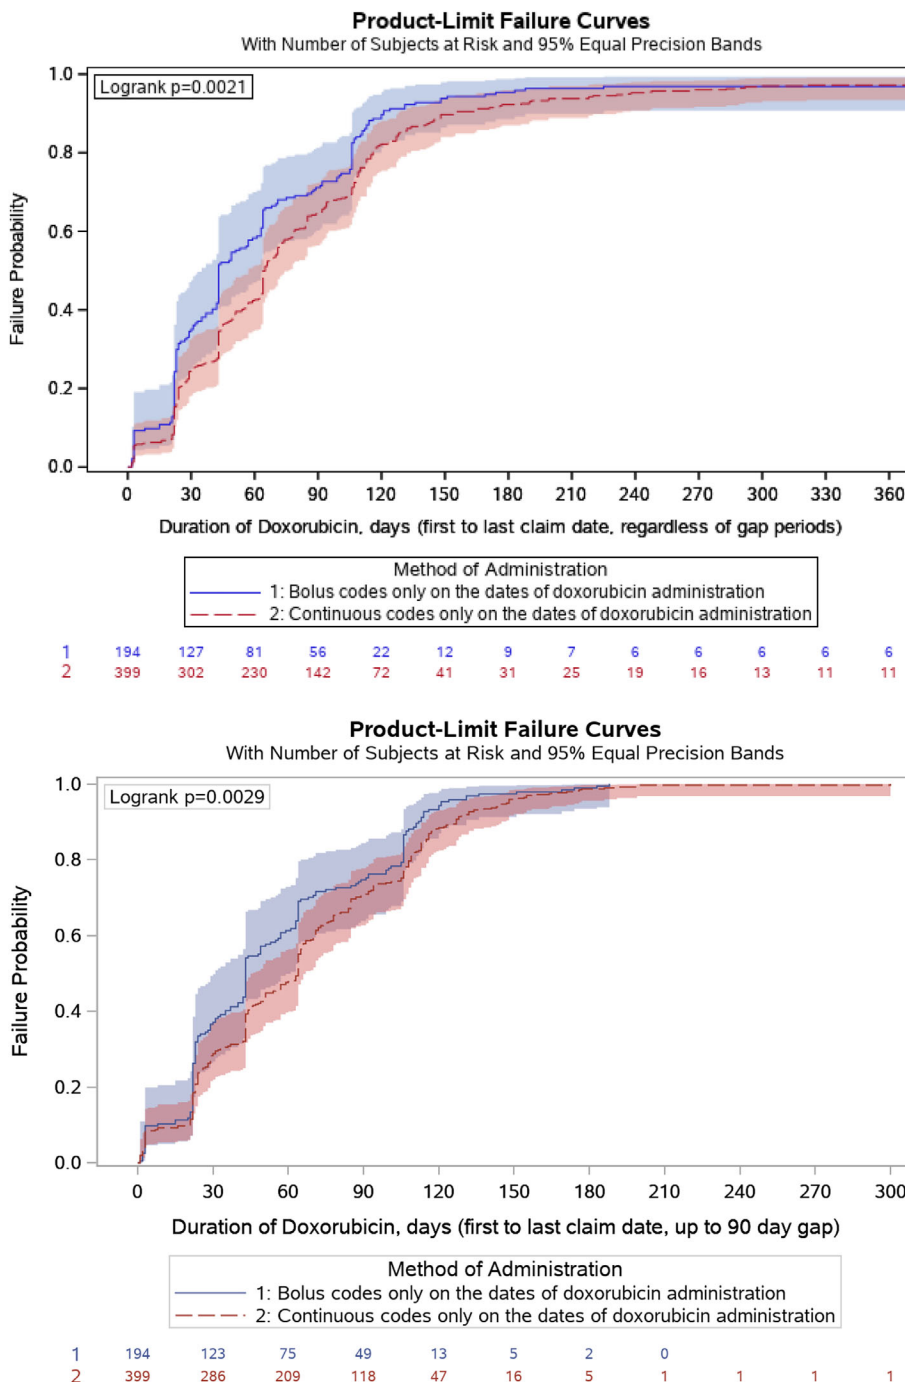 Product-Limit Failure Curves
With Number of Subjects at Risk and 95% Equal Precision Bands
Logrank p=0.0021
1.0
0.8
0.6
0.4
0.2
0.0
Failure Probability
0 30 60 90 120 150 180 210 240 270 300 330 360
Duration of Doxorubicin, days (first to last claim date, regardless of gap periods)
Method of Administration
1: Bolus codes only on the dates of doxorubicin administration
2: Continuous codes only on the dates of doxorubicin administration
1 194 127 81 56 22 12 9 7 6 6 6 6 6
2 399 302 230 142 72 41 31 25 19 16 13 11 11
Product-Limit Failure Curves
With Number of Subjects at Risk and 95% Equal Precision Bands
Logrank p=0.0029
1.0
0.8
0.6
0.4
0.2
0.0
Failure Probability
0 30 60 90 120 150 180 210 240 270 300
Duration of Doxorubicin, days (first to last claim date, up to 90 day gap)
Method of Administration
1: Bolus codes only on the dates of doxorubicin administration
2: Continuous codes only on the dates of doxorubicin administration
1 194 123 75 49 13 5 2 0
2 399 286 209 118 47 16 5 1 1 1 1